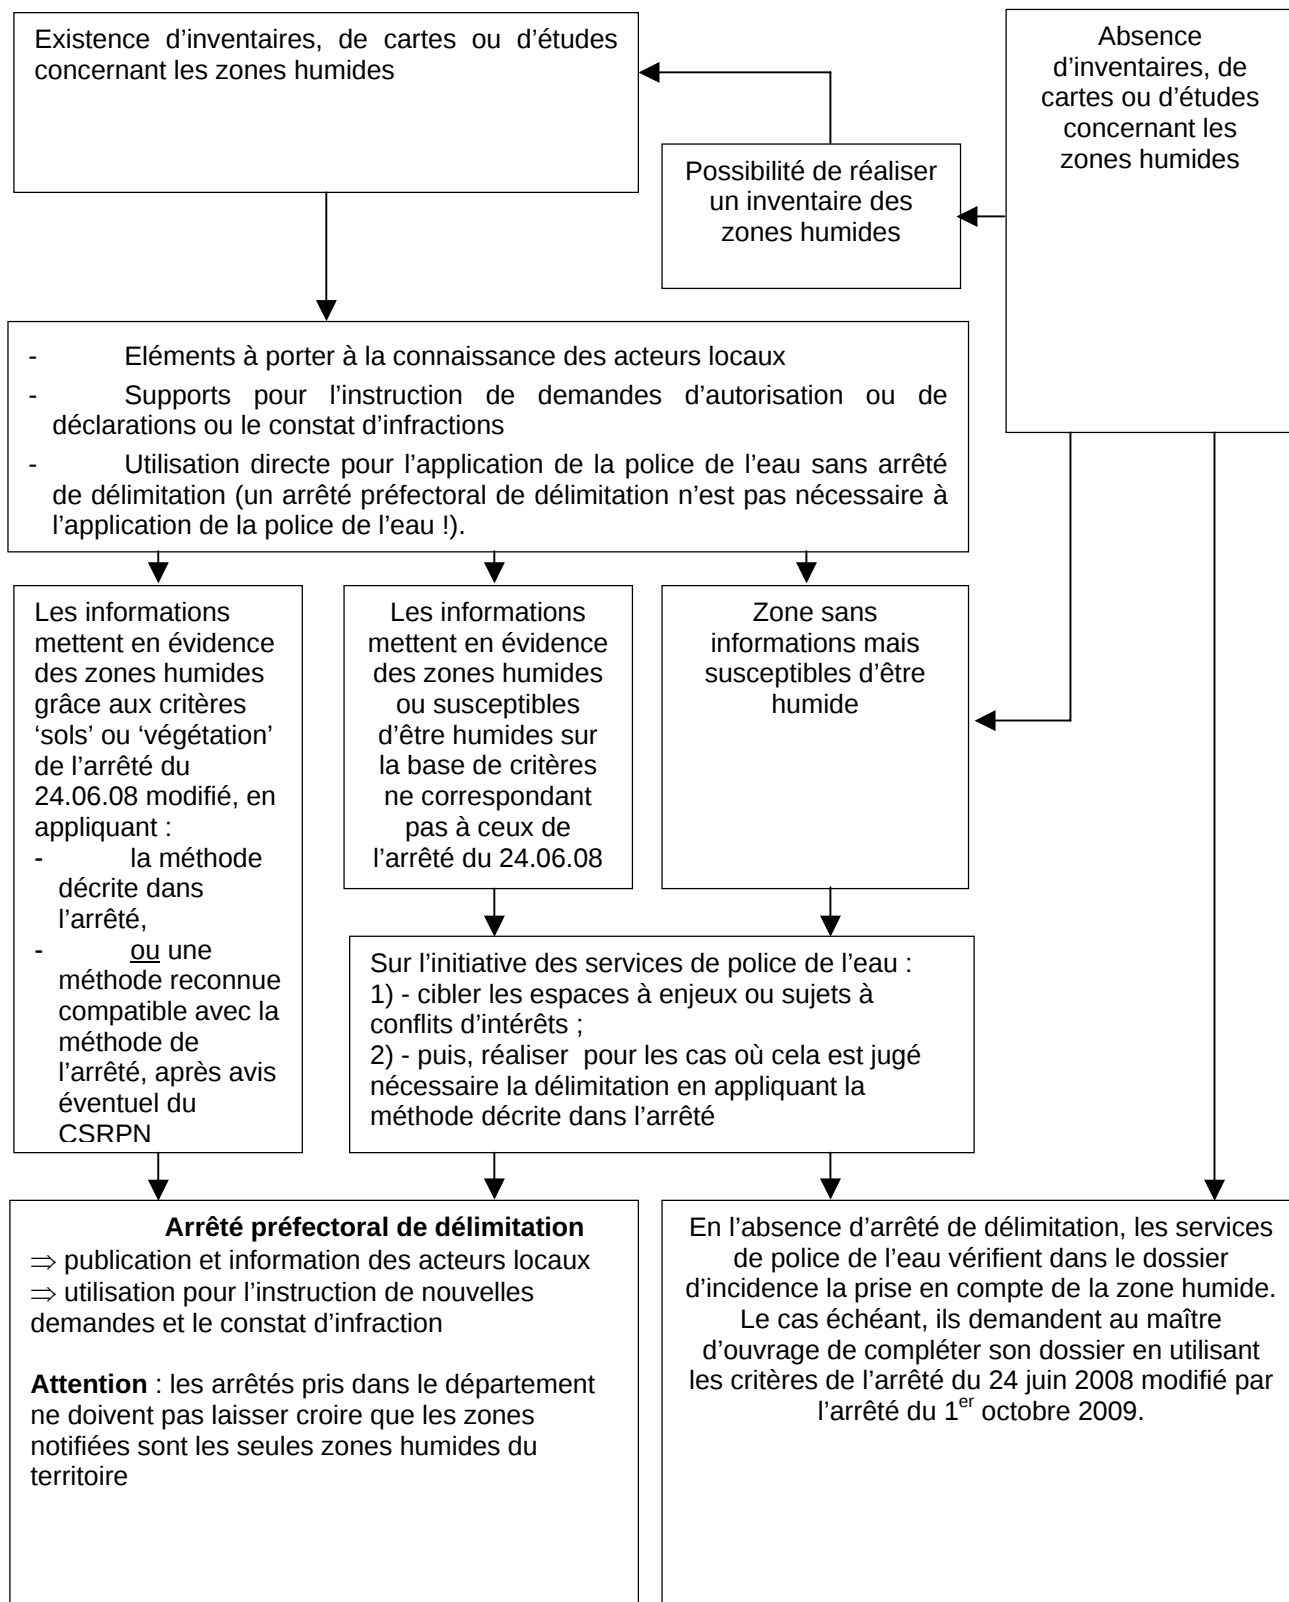 Existence d’inventaires, de cartes ou d’études
concernant les zones humides
Absence
d’inventaires, de
cartes ou d’études
concernant les
zones humides
Possibilité de réaliser
un inventaire des
zones humides
- Eléments à porter à la connaissance des acteurs locaux
- Supports pour l’instruction de demandes d’autorisation ou de
déclarations ou le constat d’infractions
- Utilisation directe pour l’application de la police de l’eau sans arrêté
de délimitation (un arrêté préfectoral de délimitation n’est pas nécessaire à
l’application de la police de l’eau !).
Les informations
mettent en évidence
des zones humides
grâce aux critères
‘sols’ ou ‘végétation’
de l’arrêté du
24.06.08 modifié, en
appliquant :
- la méthode
décrite dans
l’arrêté,
- ou une
méthode reconnue
compatible avec la
méthode de
l’arrêté, après avis
éventuel du
CSRPN
Les informations
mettent en évidence
des zones humides
ou susceptibles
d’être humides sur
la base de critères
ne correspondant
pas à ceux de
l’arrêté du 24.06.08
Zone sans
informations mais
susceptibles d’être
humide
Sur l’initiative des services de police de l’eau :
1) - cibler les espaces à enjeux ou sujets à
conflits d’intérêts ;
2) - puis, réaliser pour les cas où cela est jugé
nécessaire la délimitation en appliquant la
méthode décrite dans l’arrêté
Arrêté préfectoral de délimitation
⇒ publication et information des acteurs locaux
⇒ utilisation pour l’instruction de nouvelles
demandes et le constat d’infraction
Attention : les arrêtés pris dans le département
ne doivent pas laisser croire que les zones
notifiées sont les seules zones humides du
territoire
En l’absence d’arrêté de délimitation, les services
de police de l’eau vérifient dans le dossier
d’incidence la prise en compte de la zone humide.
Le cas échéant, ils demandent au maître
d’ouvrage de compléter son dossier en utilisant
les critères de l’arrêté du 24 juin 2008 modifié par
l’arrêté du 1er octobre 2009.